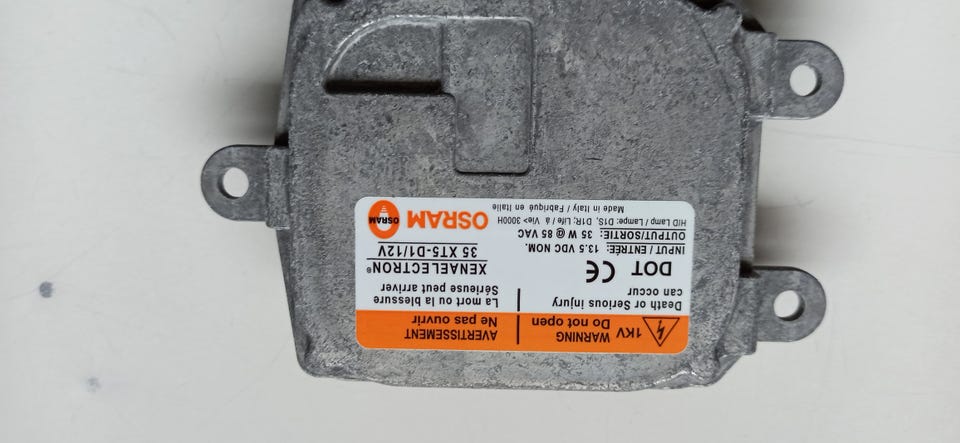 1KV
WARNING
Do not open
AVERTISSEMENT
Ne pas ouvrir
Death or Serious injury
can occur
La mort ou la blessure
Sérieuse peut arriver
DOT CE
XENAELECTRON®
35 XT5-D1/12V
INPUT / ENTRÉE: 13.5 VDC NOM.
OUTPUT/SORTIE: 35 W @ 85 VAC
HID Lamp / Lampe: D1S, D1R; Life / á Vie> 3000H
Made in Italy / Fabriqué en Italie
OSRAM
OSRAM